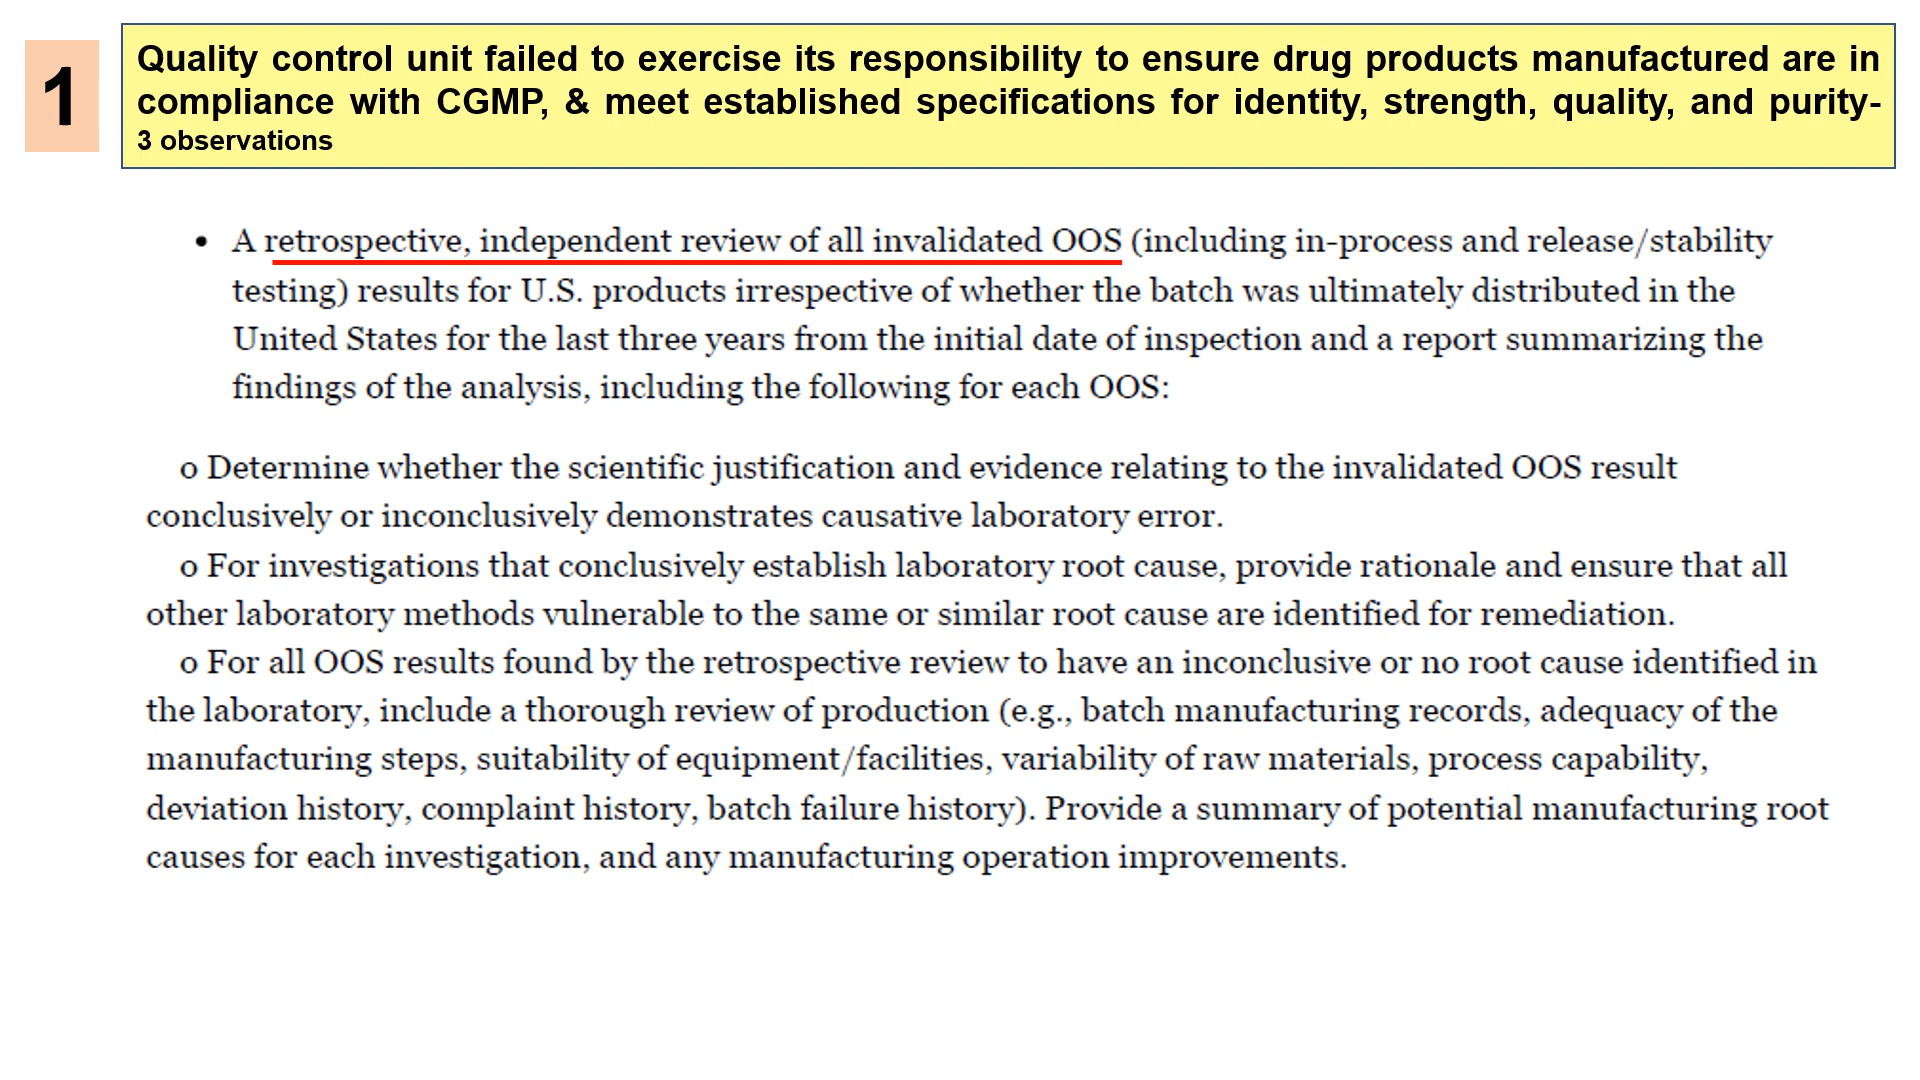 1
Quality control unit failed to exercise its responsibility to ensure drug products manufactured are in
compliance with CGMP, & meet established specifications for identity, strength, quality, and purity-
3 observations
• A retrospective, independent review of all invalidated OOS (including in-process and release/stability
testing) results for U.S. products irrespective of whether the batch was ultimately distributed in the
United States for the last three years from the initial date of inspection and a report summarizing the
findings of the analysis, including the following for each OOS:
o Determine whether the scientific justification and evidence relating to the invalidated OOS result
conclusively or inconclusively demonstrates causative laboratory error.
o For investigations that conclusively establish laboratory root cause, provide rationale and ensure that all
other laboratory methods vulnerable to the same or similar root cause are identified for remediation.
o For all OOS results found by the retrospective review to have an inconclusive or no root cause identified in
the laboratory, include a thorough review of production (e.g., batch manufacturing records, adequacy of the
manufacturing steps, suitability of equipment/facilities, variability of raw materials, process capability,
deviation history, complaint history, batch failure history). Provide a summary of potential manufacturing root
causes for each investigation, and any manufacturing operation improvements.